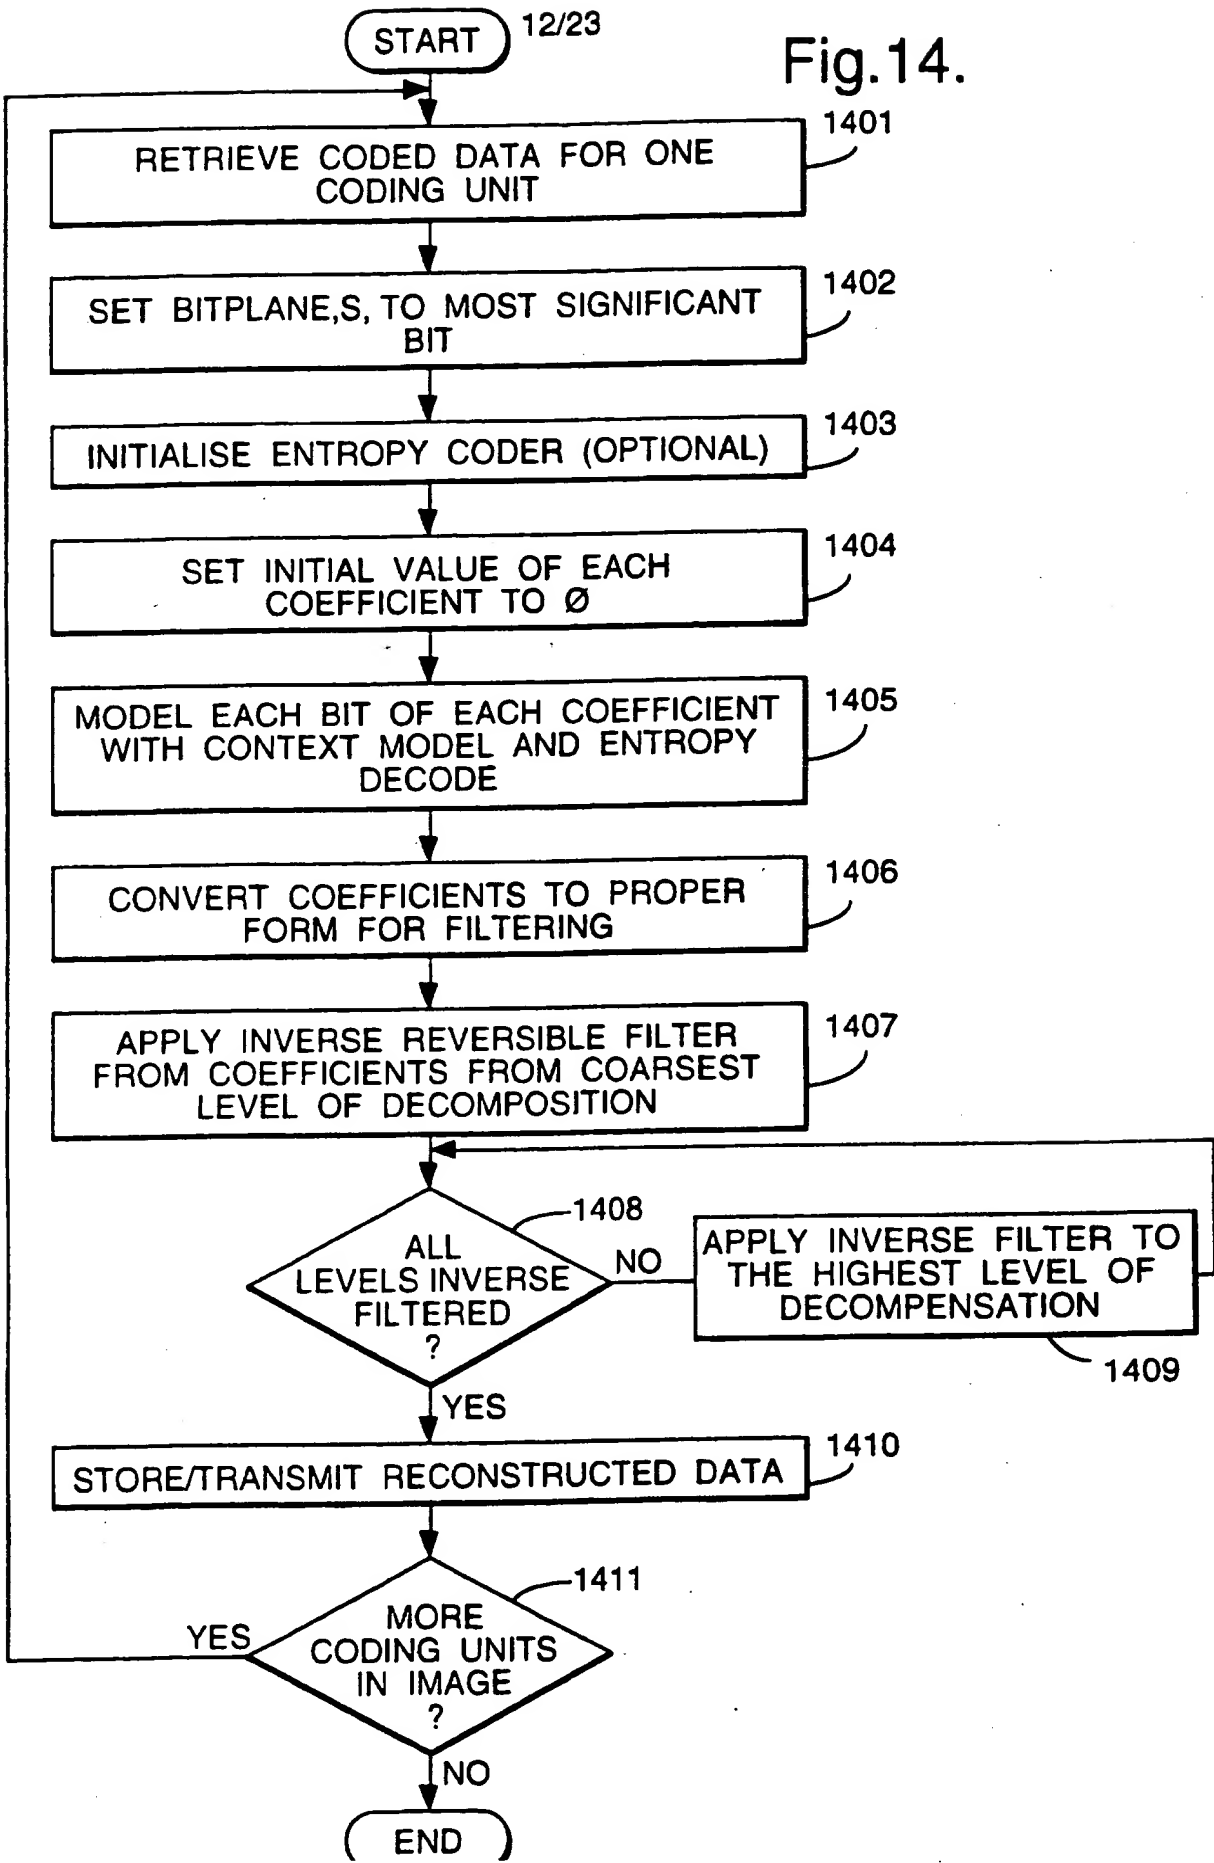 START
12/23
Fig.14.
1401
RETRIEVE CODED DATA FOR ONE
CODING UNIT
1402
SET BITPLANE,S, TO MOST SIGNIFICANT
BIT
1403
INITIALISE ENTROPY CODER (OPTIONAL)
1404
SET INITIAL VALUE OF EACH
COEFFICIENT TO Ø
1405
MODEL EACH BIT OF EACH COEFFICIENT
WITH CONTEXT MODEL AND ENTROPY
DECODE
1406
CONVERT COEFFICIENTS TO PROPER
FORM FOR FILTERING
1407
APPLY INVERSE REVERSIBLE FILTER
FROM COEFFICIENTS FROM COARSEST
LEVEL OF DECOMPOSITION
1408
ALL
LEVELS INVERSE
FILTERED
?
NO
APPLY INVERSE FILTER TO
THE HIGHEST LEVEL OF
DECOMPENSATION
1409
YES
1410
STORE/TRANSMIT RECONSTRUCTED DATA
1411
MORE
CODING UNITS
IN IMAGE
?
YES
NO
END